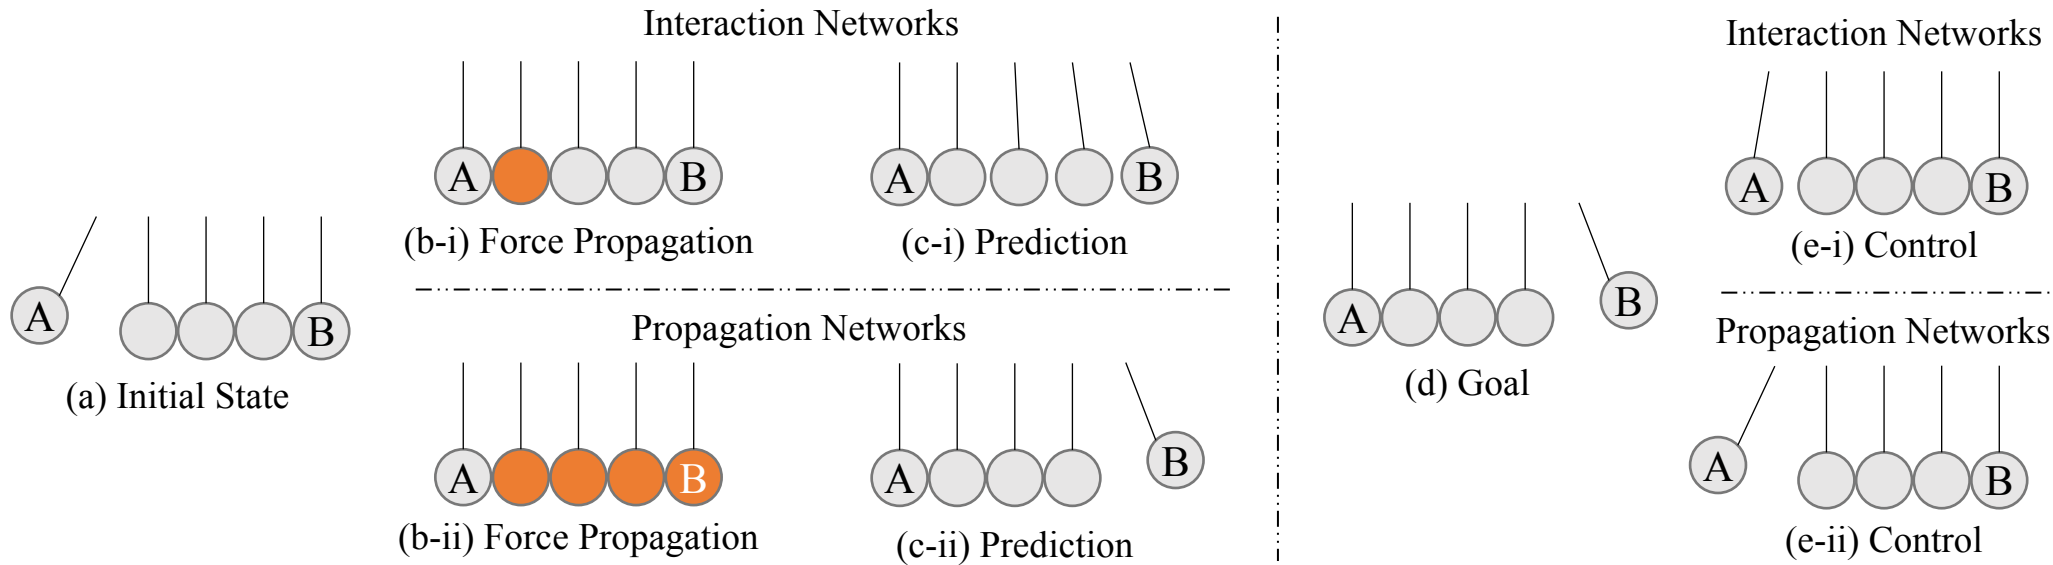 Interaction Networks
A
B
(b-i) Force Propagation
A
B
(c-i) Prediction
A
B
(a) Initial State
Propagation Networks
A
B
(b-ii) Force Propagation
A
B
(c-ii) Prediction
A
B
(d) Goal
Interaction Networks
A
B
(e-i) Control
Propagation Networks
A
B
(e-ii) Control